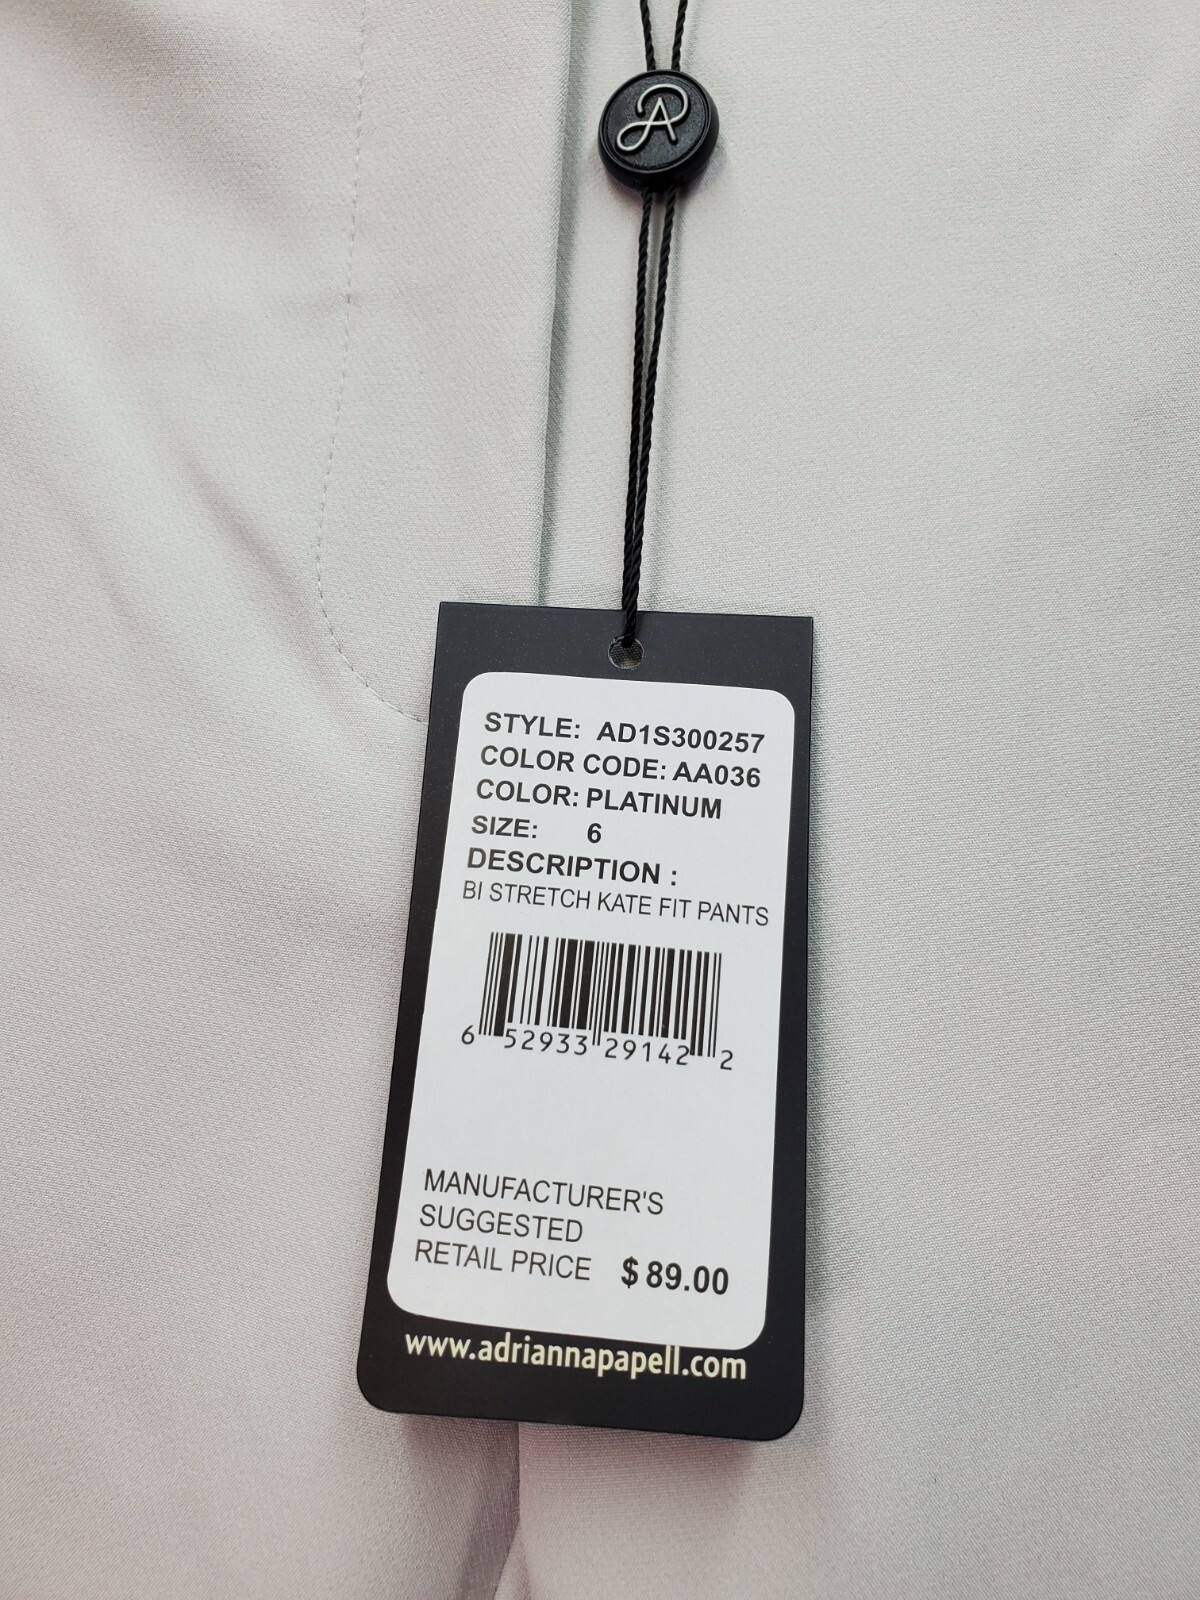 AP
STYLE: AD1S300257
COLOR CODE: AA036
COLOR: PLATINUM
SIZE: 6
DESCRIPTION :
BI STRETCH KATE FIT PANTS
6 52933 29142 2
MANUFACTURER'S
SUGGESTED
RETAIL PRICE $ 89.00
www.adriannapapell.com